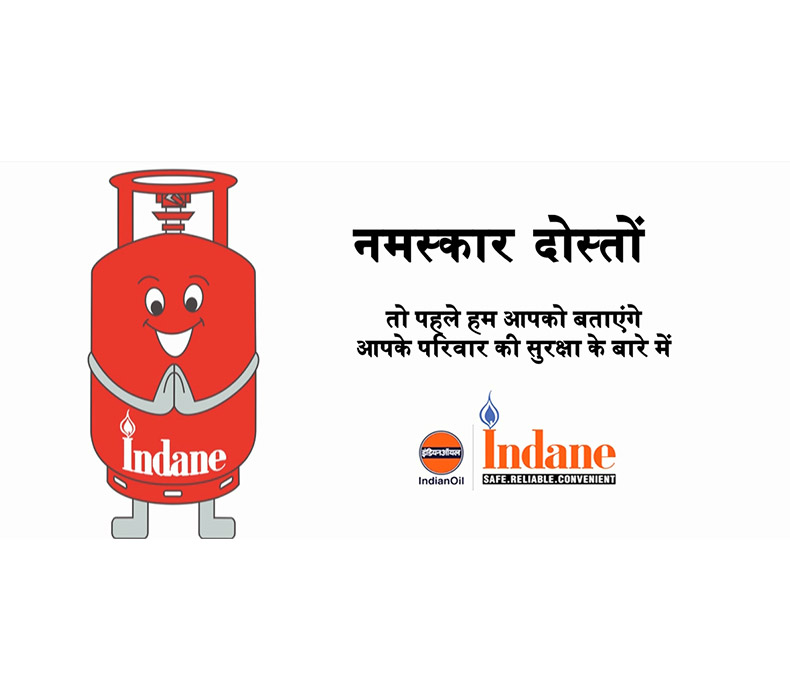 नमस्कार दोस्तों
तो पहले हम आपको बताएंगे
आपके परिवार की सुरक्षा के बारे में
Indane
इंडियनऑयल
IndianOil
Indane
SAFE.RELIABLE.CONVENIENT